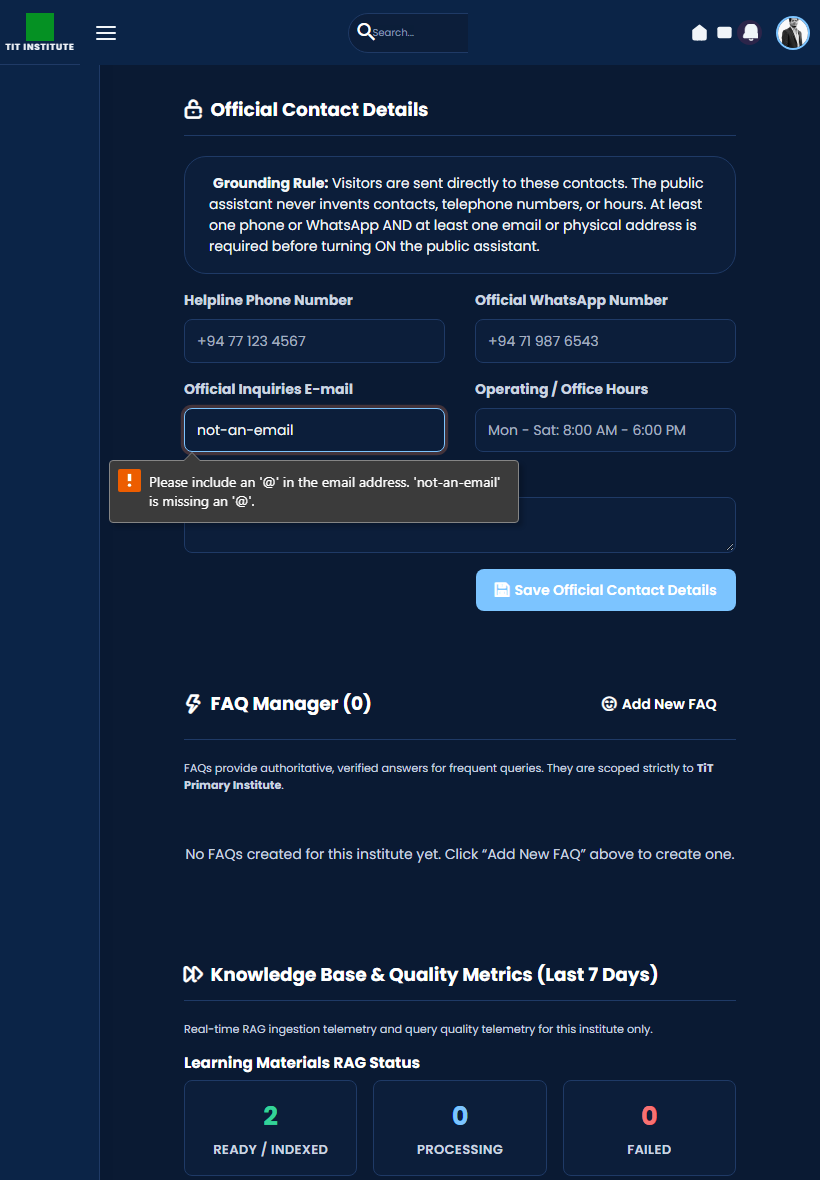 TIT INSTITUTE
Search...
Official Contact Details
Grounding Rule: Visitors are sent directly to these contacts. The public
assistant never invents contacts, telephone numbers, or hours. At least
one phone or WhatsApp AND at least one email or physical address is
required before turning ON the public assistant.
Helpline Phone Number
Official WhatsApp Number
+94 77 123 4567
+94 71 987 6543
Official Inquiries E-mail
Operating / Office Hours
not-an-email
Mon - Sat: 8:00 AM - 6:00 PM
! Please include an '@' in the email address. 'not-an-email'
is missing an '@'.
Save Official Contact Details
FAQ Manager (0)
Add New FAQ
FAQs provide authoritative, verified answers for frequent queries. They are scoped strictly to TiT
Primary Institute.
No FAQs created for this institute yet. Click “Add New FAQ” above to create one.
Knowledge Base & Quality Metrics (Last 7 Days)
Real-time RAG ingestion telemetry and query quality telemetry for this institute only.
Learning Materials RAG Status
2
0
0
READY / INDEXED
PROCESSING
FAILED